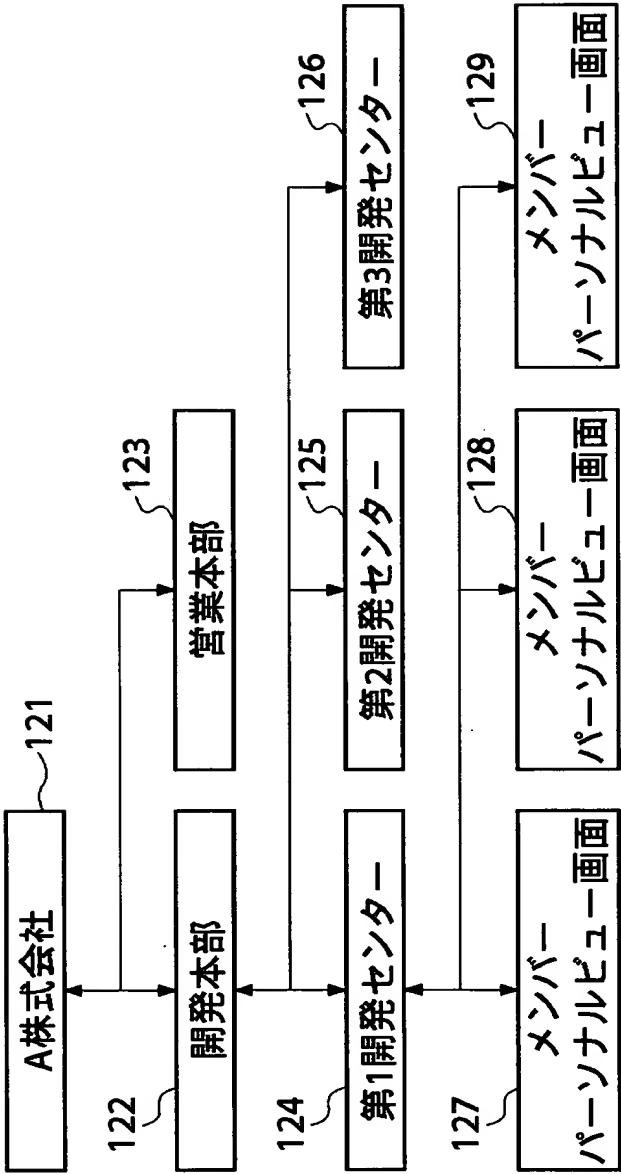 A株式会社
121
開発本部
122
営業本部
123
第1開発センター
124
第2開発センター
125
第3開発センター
126
メンバー
パーソナルビュー画面
127
メンバー
パーソナルビュー画面
128
メンバー
パーソナルビュー画面
129